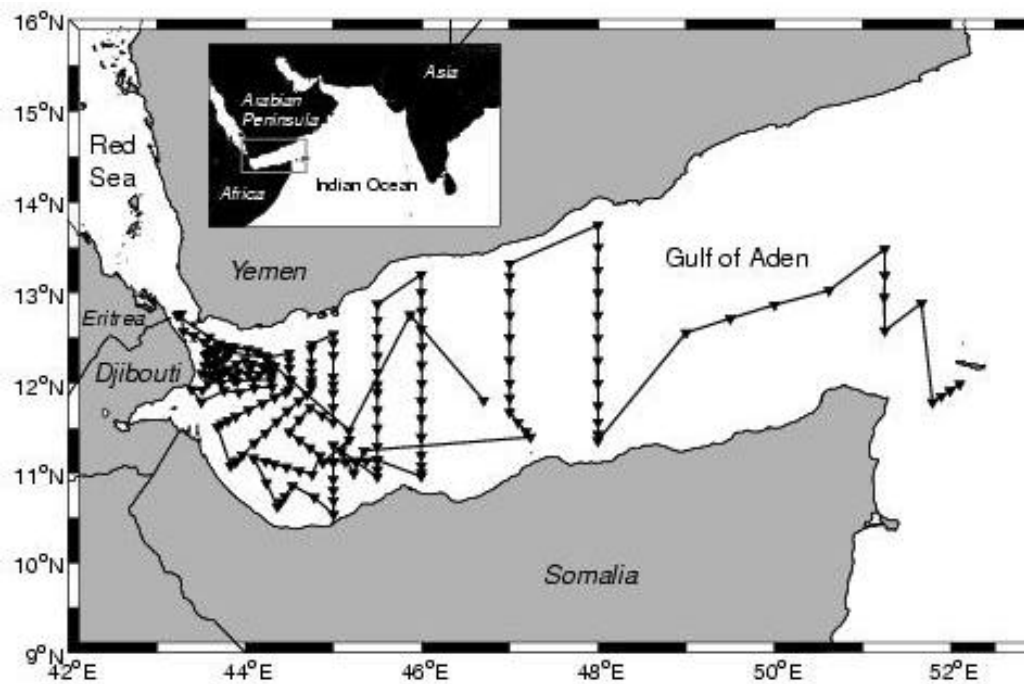 16°N
15°N
14°N
13°N
12°N
11°N
10°N
9°N
Red
Sea
Asia
Arabian
Peninsula
Africa
Indian Ocean
Yemen
Gulf of Aden
Eritrea
Djibouti
Somalia
42°E
44°E
46°E
48°E
50°E
52°E